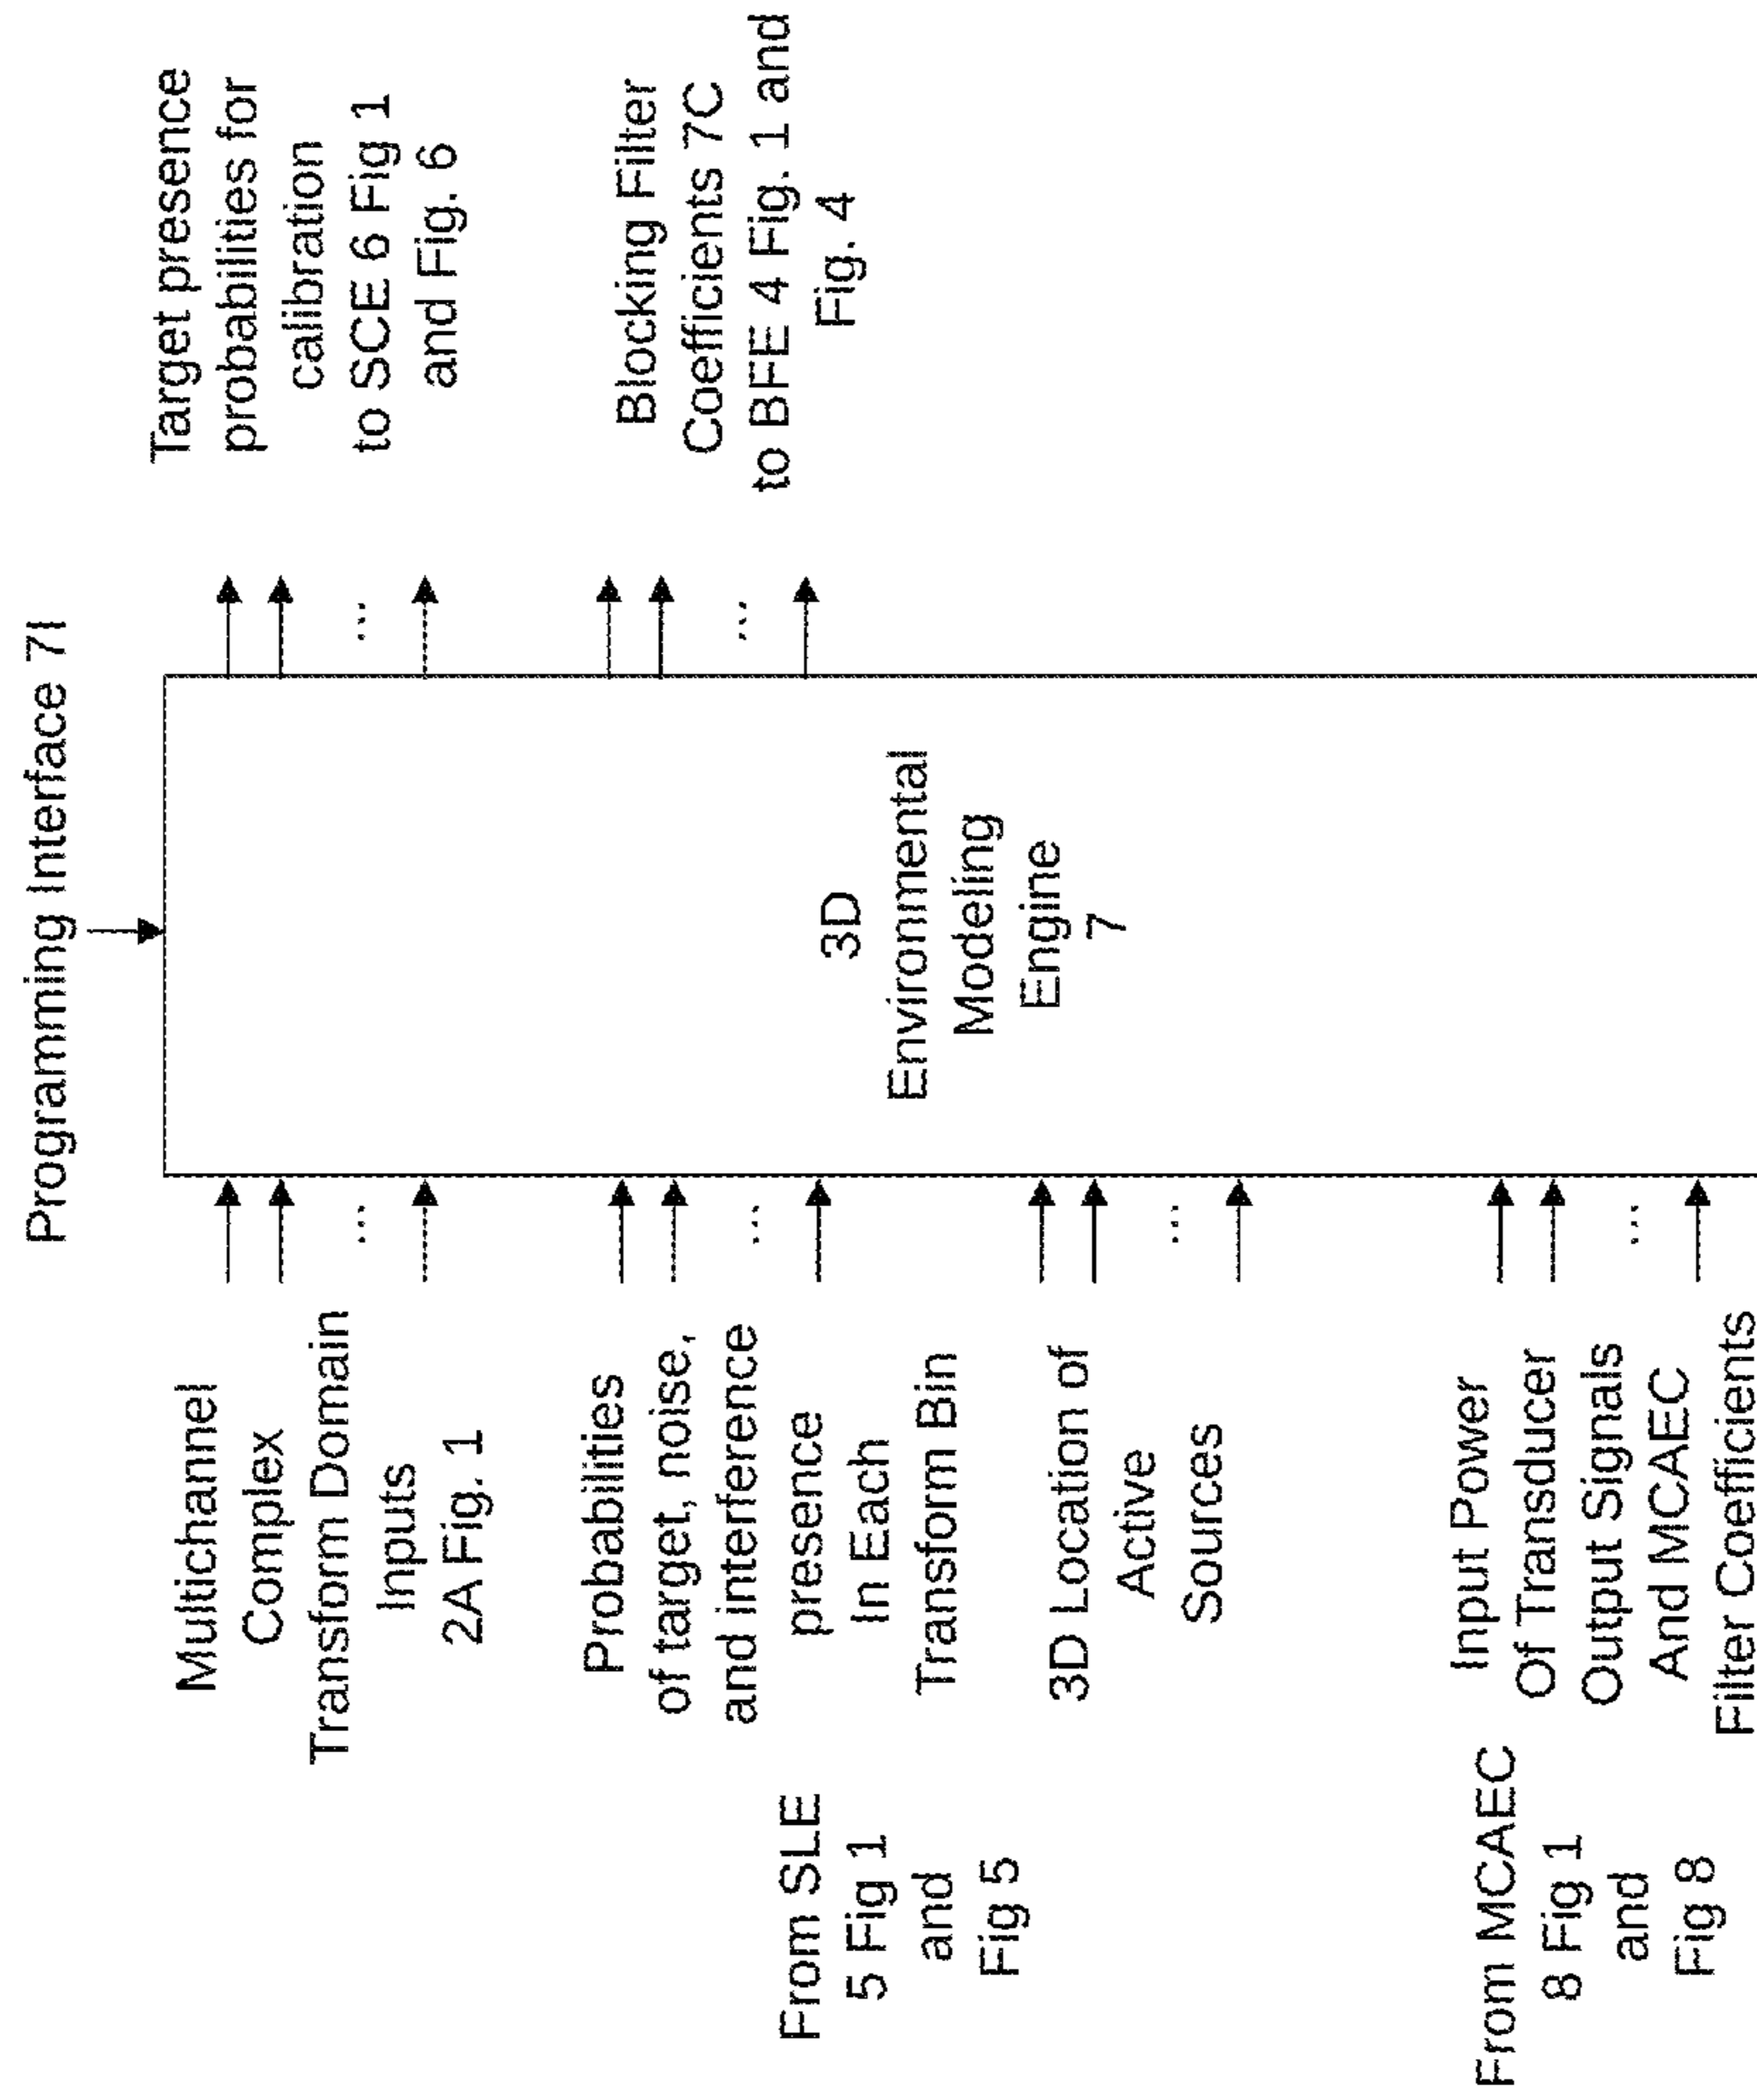 Programming Interface 7I
Multichannel
Complex
Transform Domain
Inputs
2A Fig. 1
Probabilities
of target, noise,
and interference
presence
In Each
Transform Bin
From SLE
5 Fig 1
and
Fig 5
3D Location of
Active
Sources
From MCAEC
8 Fig 1
and
Fig 8
Input Power
Of Transducer
Output Signals
And MCAEC
Filter Coefficients
3D
Environmental
Modeling
Engine
7
Target presence
probabilities for
calibration
to SCE 6 Fig 1
and Fig. 6
Blocking Filter
Coefficients 7C
to BFE 4 Fig. 1 and
Fig. 4